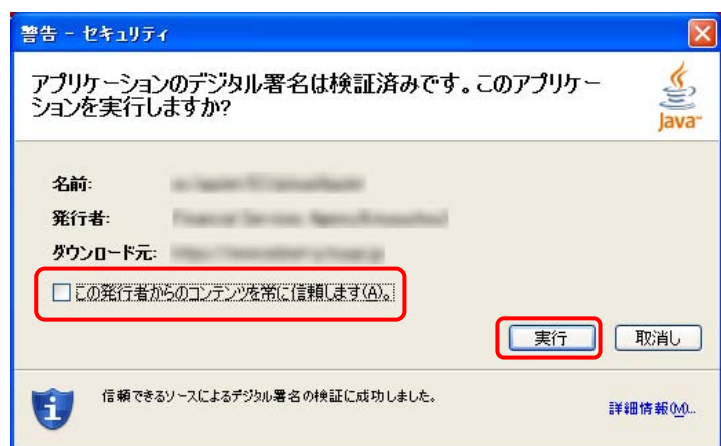 警告 - セキュリティ
アプリケーションのデジタル署名は検証済みです。このアプリケー
ションを実行しますか?
Java™
名前:
発行者:
ダウンロード元:
この発行者からのコンテンツを常に信頼します(A)。
実行
取消し
信頼できるソースによるデジタル署名の検証に成功しました。
詳細情報(M)...